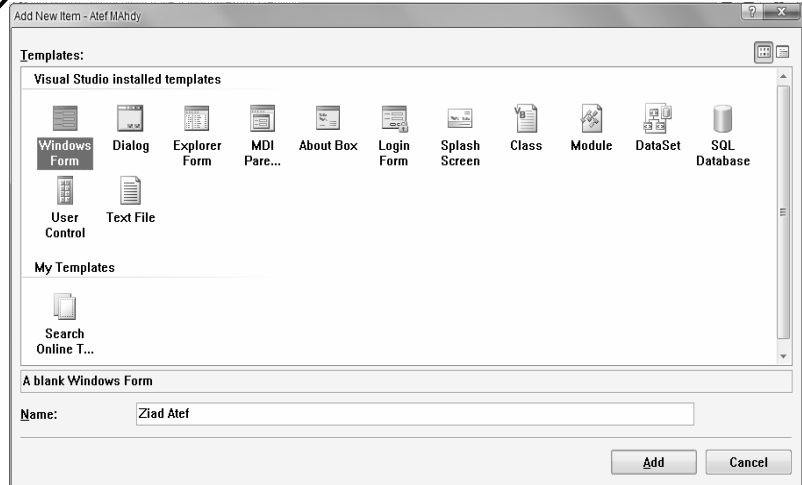 Add New Item - Atef MAhdy
Templates:
Visual Studio installed templates
Windows Form
Dialog
Explorer Form
MDI Pare...
About Box
Login Form
Splash Screen
Class
Module
DataSet
SQL Database
User Control
Text File
My Templates
Search Online T...
A blank Windows Form
Name:
Ziad Atef
Add
Cancel